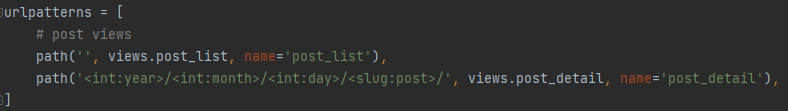 urlpatterns = [
    # post views
    path('', views.post_list, name='post_list'),
    path('<int:year>/<int:month>/<int:day>/<slug:post>/', views.post_detail, name='post_detail'),
]